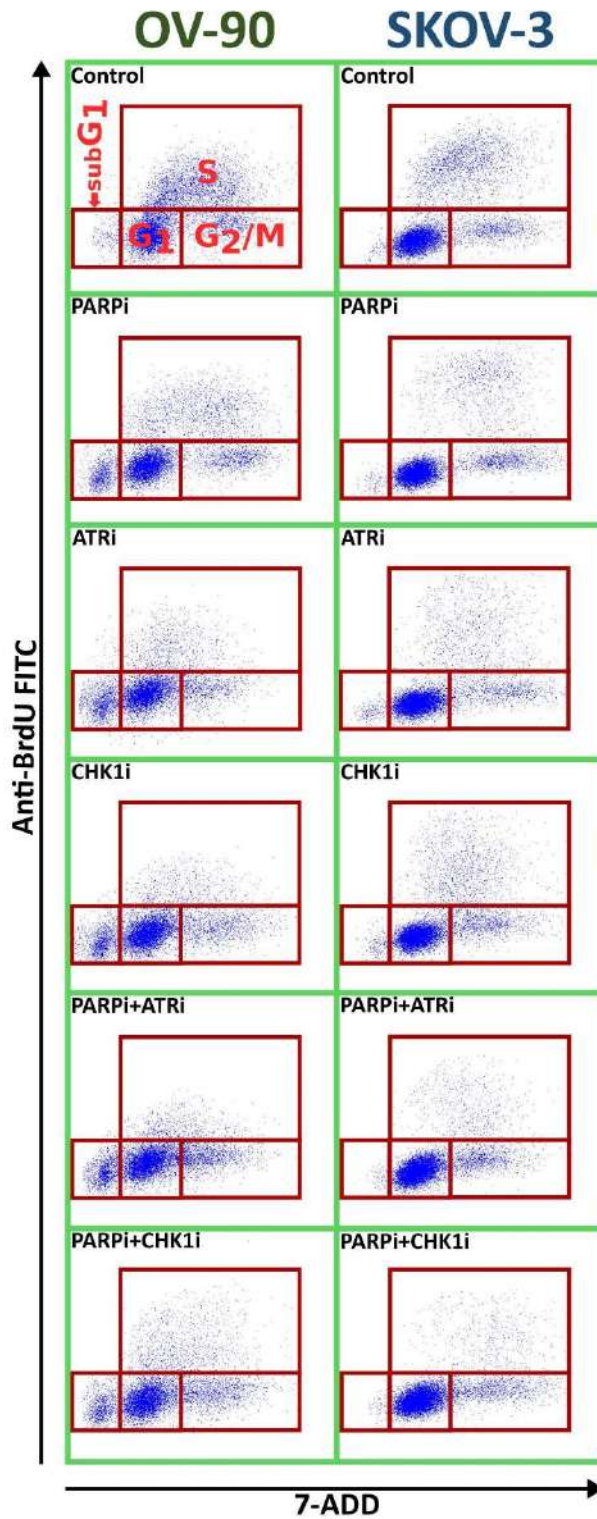 OV-90 SKOV-3
Control Control
←subG1
S
G1 G2/M
PARPi PARPi
ATRi ATRi
CHK1i CHK1i
PARPi+ATRi PARPi+ATRi
PARPi+CHK1i PARPi+CHK1i
Anti-BrdU FITC
7-ADD